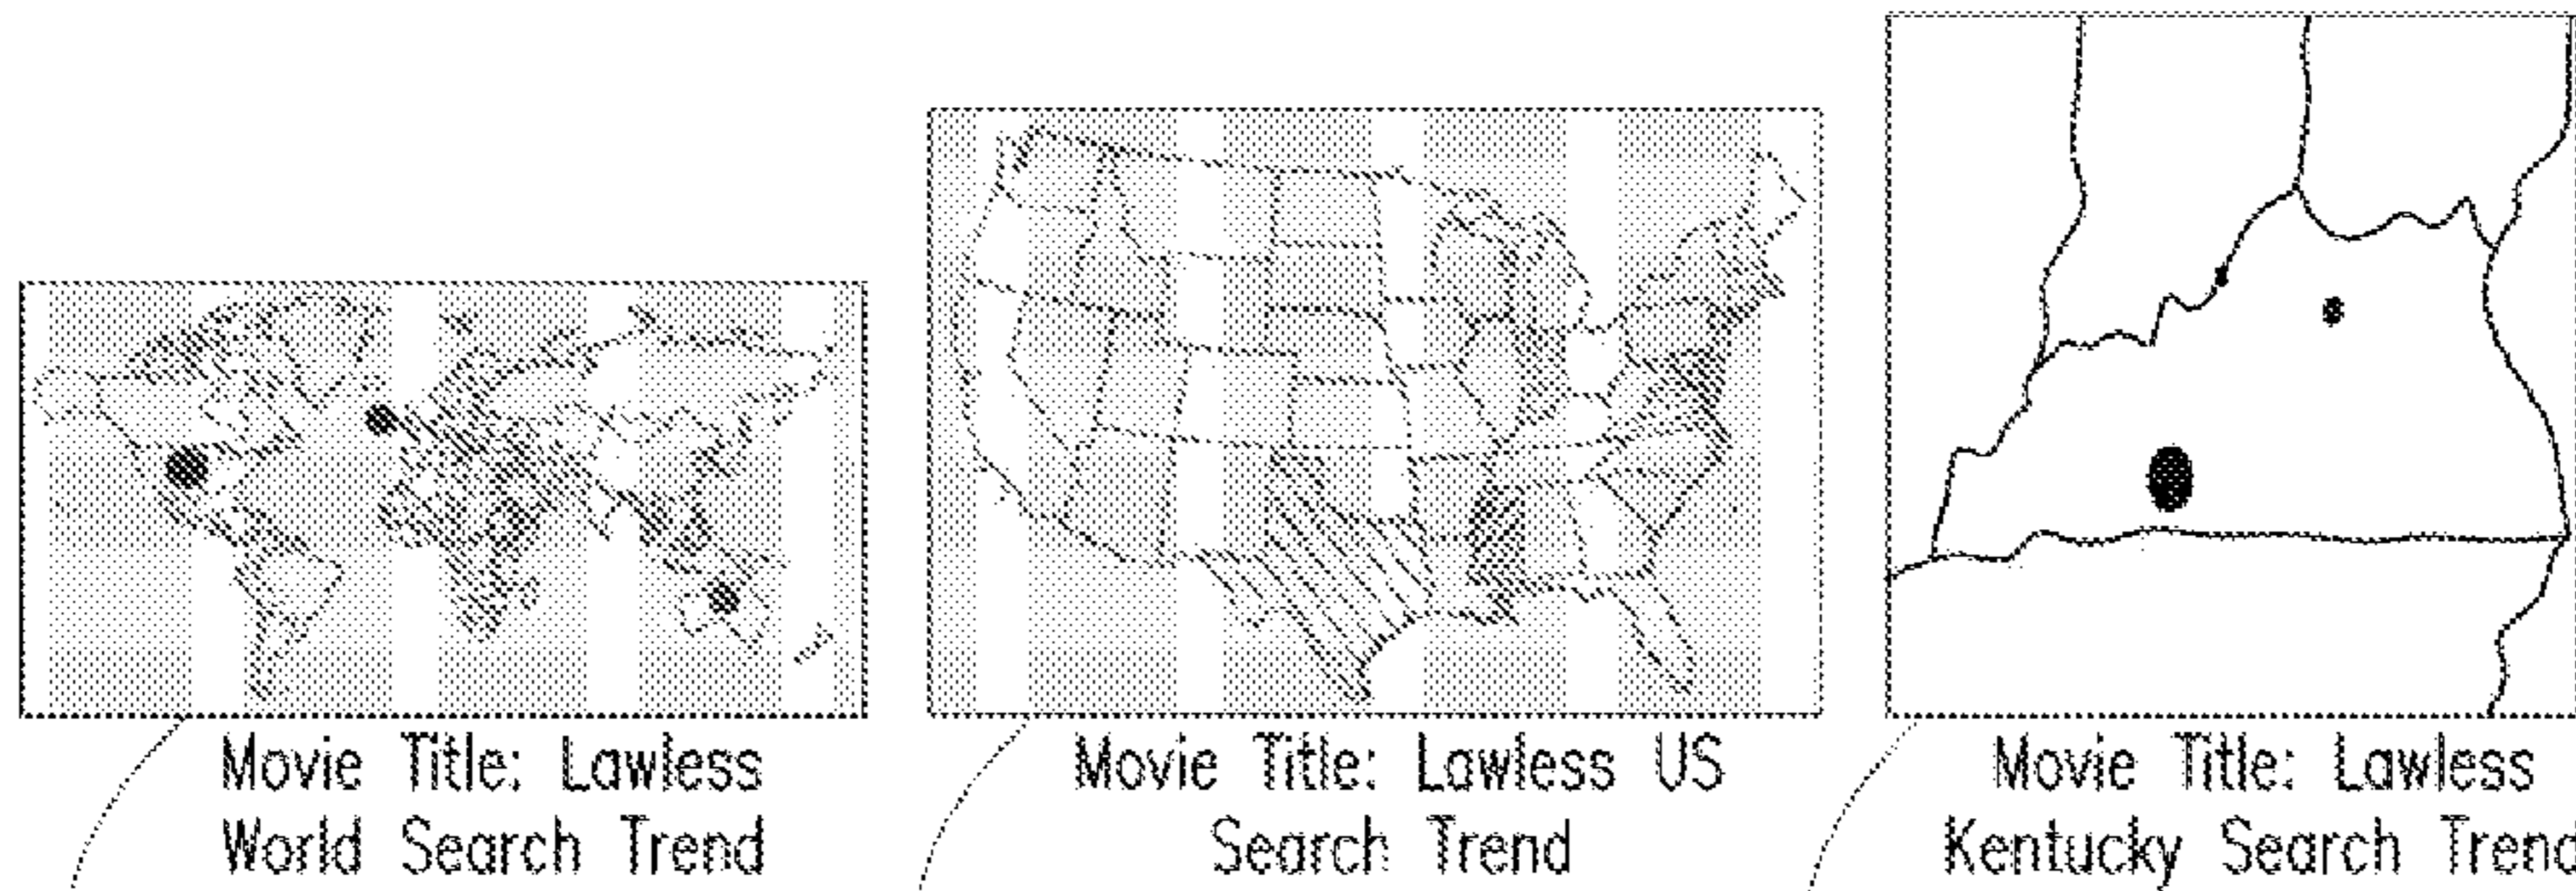 Movie Title: Lawless
World Search Trend
Movie Title: Lawless US
Search Trend
Movie Title: Lawless
Kentucky Search Trend